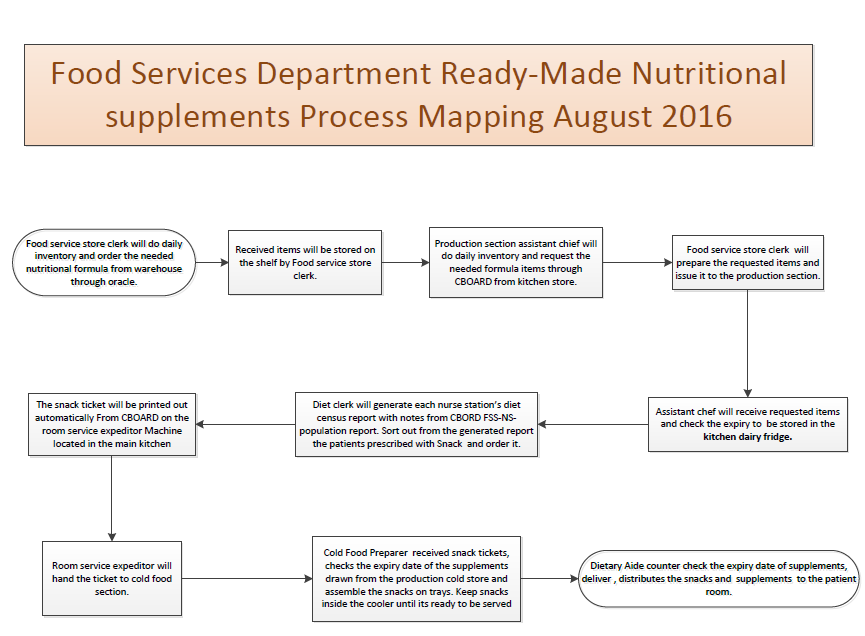 Food Services Department Ready-Made Nutritional
supplements Process Mapping August 2016
Food service store clerk will do daily
inventory and order the needed
nutritional formula from warehouse
through oracle.
Received items will be stored on
the shelf by Food service store
clerk.
Production section assistant chief will
do daily inventory and request the
needed formula items through
CBOARD from kitchen store.
Food service store clerk will
prepare the requested items and
issue it to the production section.
Assistant chef will receive requested items
and check the expiry to be stored in the
kitchen dairy fridge.
Diet clerk will generate each nurse station's diet
census report with notes from CBORD FSS-NS-
population report. Sort out from the generated report
the patients prescribed with Snack and order it.
The snack ticket will be printed out
automatically From CBOARD on the
room service expeditor Machine
located in the main kitchen
Room service expeditor will
hand the ticket to cold food
section.
Cold Food Preparer received snack tickets,
checks the expiry date of the supplements
drawn from the production cold store and
assemble the snacks on trays. Keep snacks
inside the cooler until its ready to be served
Dietary Aide counter check the expiry date of supplements,
deliver , distributes the snacks and supplements to the patient
room.